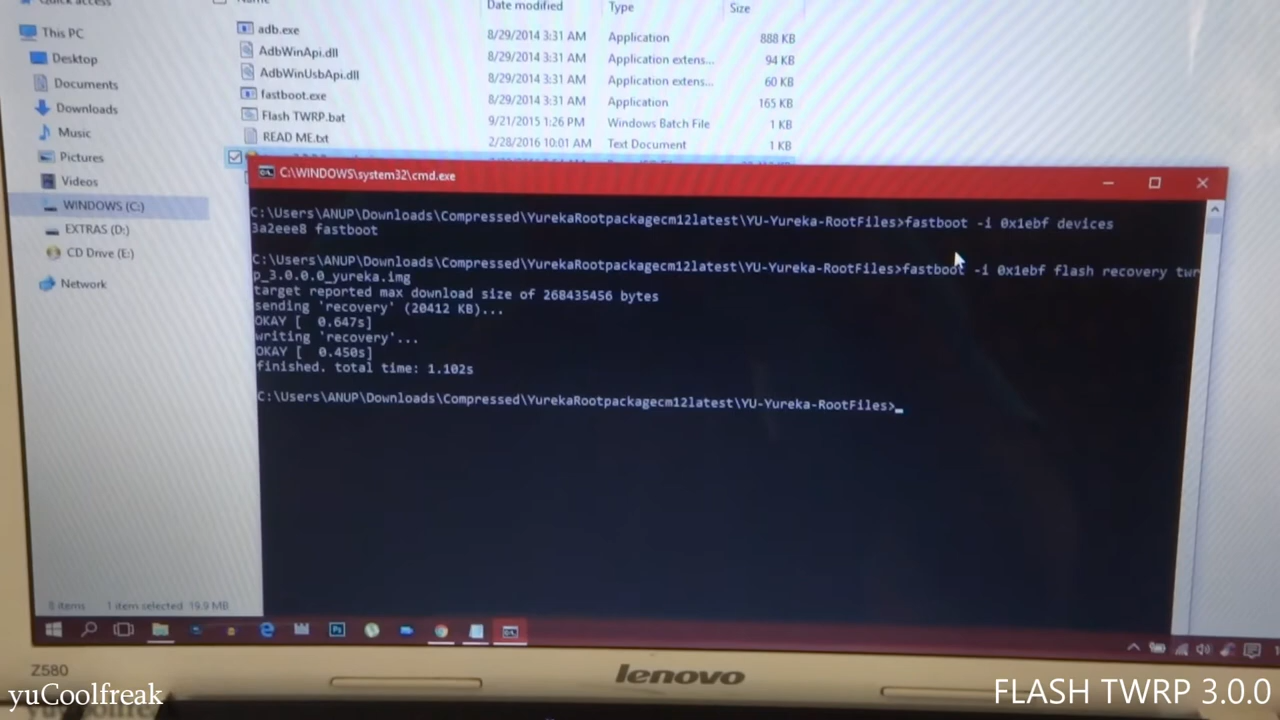 Quick access
Name
Date modified
Type
Size
This PC
Desktop
Documents
Downloads
Music
Pictures
Videos
WINDOWS (C:)
EXTRAS (D:)
CD Drive (E:)
Network
adb.exe 8/29/2014 3:31 AM Application 888 KB
AdbWinApi.dll 8/29/2014 3:31 AM Application extens... 94 KB
AdbWinUsbApi.dll 8/29/2014 3:31 AM Application extens... 60 KB
fastboot.exe 8/29/2014 3:31 AM Application 165 KB
Flash TWRP.bat 9/21/2015 1:26 PM Windows Batch File 1 KB
READ ME.txt 2/28/2016 10:01 AM Text Document 1 KB
C:\WINDOWS\system32\cmd.exe
C:\Users\ANUP\Downloads\Compressed\YurekaRootpackagecm12latest\YU-Yureka-RootFiles>fastboot -i 0x1ebf devices
3a2eee8 fastboot
C:\Users\ANUP\Downloads\Compressed\YurekaRootpackagecm12latest\YU-Yureka-RootFiles>fastboot -i 0x1ebf flash recovery twr
p_3.0.0.0_yureka.img
target reported max download size of 268435456 bytes
sending 'recovery' (20412 KB)...
OKAY [  0.647s]
writing 'recovery'...
OKAY [  0.450s]
finished. total time: 1.102s
C:\Users\ANUP\Downloads\Compressed\YurekaRootpackagecm12latest\YU-Yureka-RootFiles>_
8 items 1 item selected 19.9 MB
Z580
lenovo
yuCoolfreak
FLASH TWRP 3.0.0